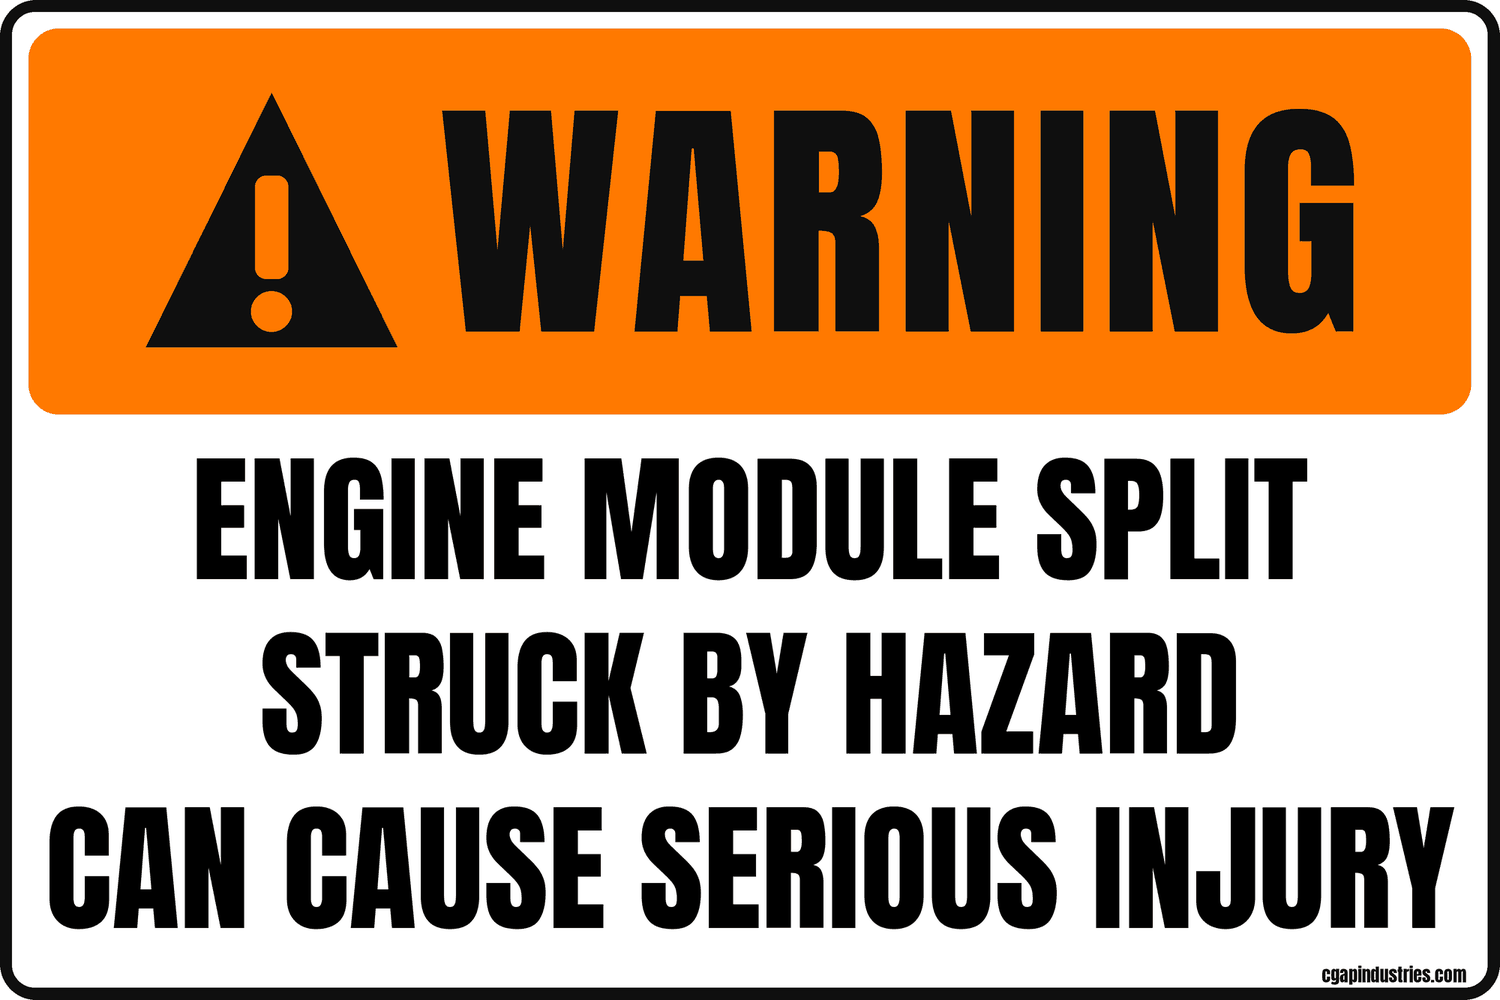 WARNING
ENGINE MODULE SPLIT
STRUCK BY HAZARD
CAN CAUSE SERIOUS INJURY
cgapindustries.com